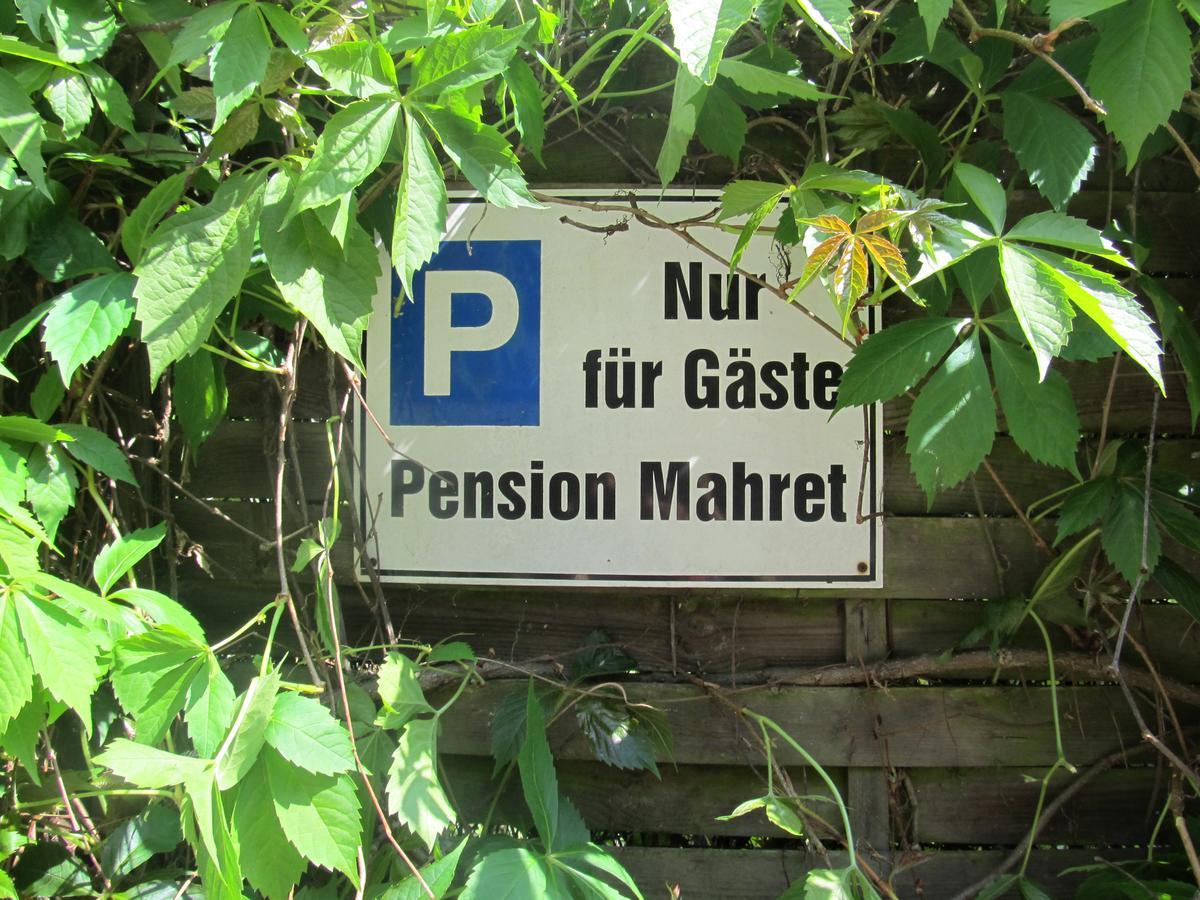 P
Nur
für Gäste
Pension Mahret